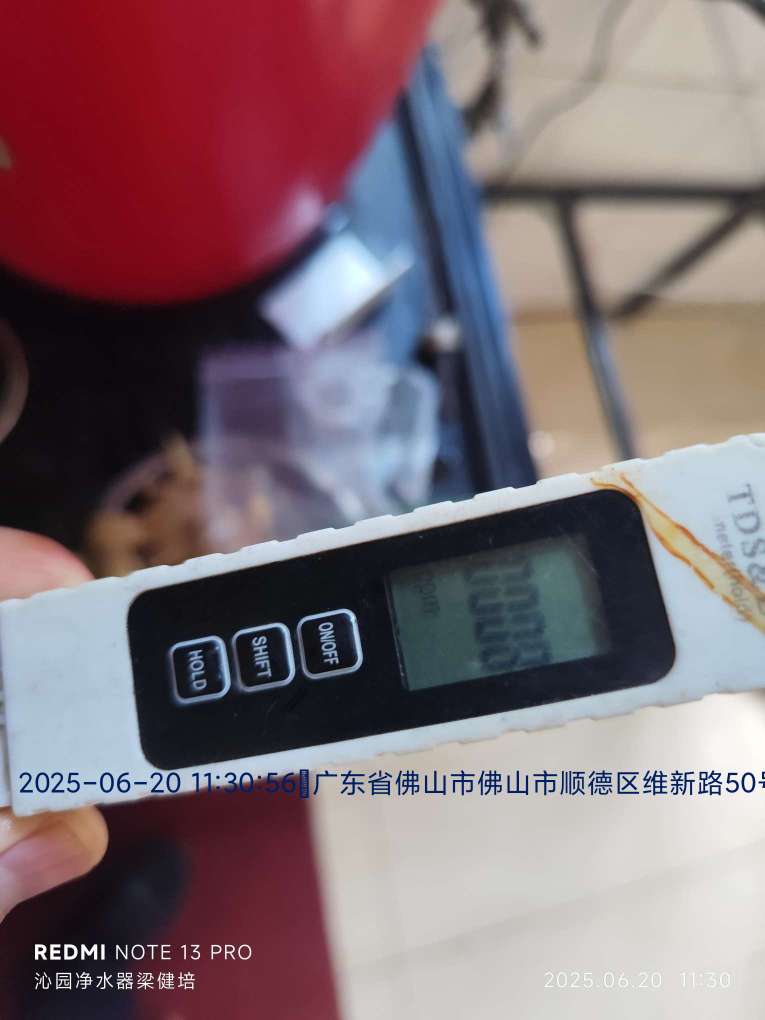 TDS&E
ON/OFF
SHIFT
HOLD
ppm
2025-06-20 11:30:56 广东省佛山市佛山市顺德区维新路50号
REDMI NOTE 13 PRO
沁园净水器梁健培
2025.06.20 11:30